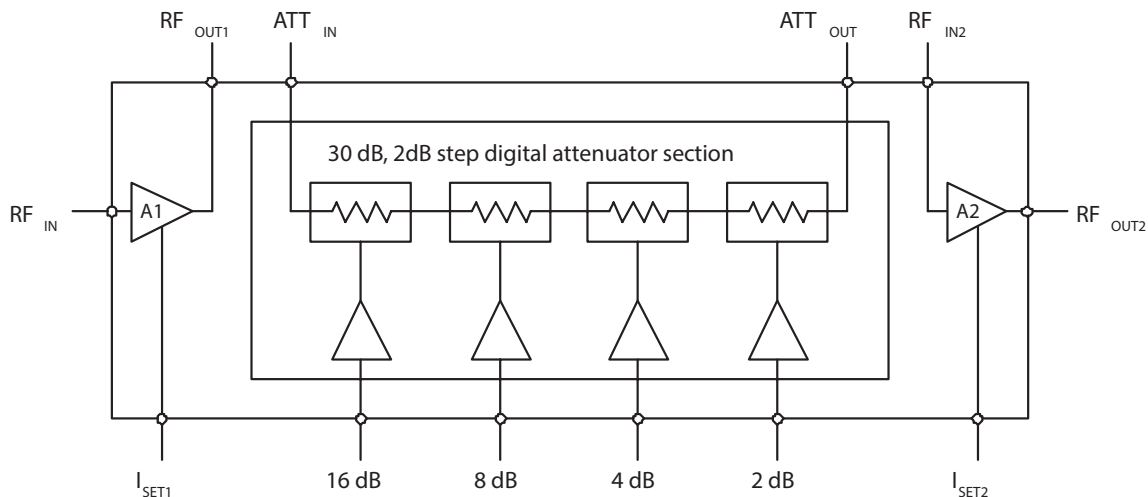 RF OUT1
ATT IN
ATT OUT
RF IN2
30 dB, 2dB step digital attenuator section
RF IN
A1
A2
RF OUT2
I SET1
16 dB
8 dB
4 dB
2 dB
I SET2